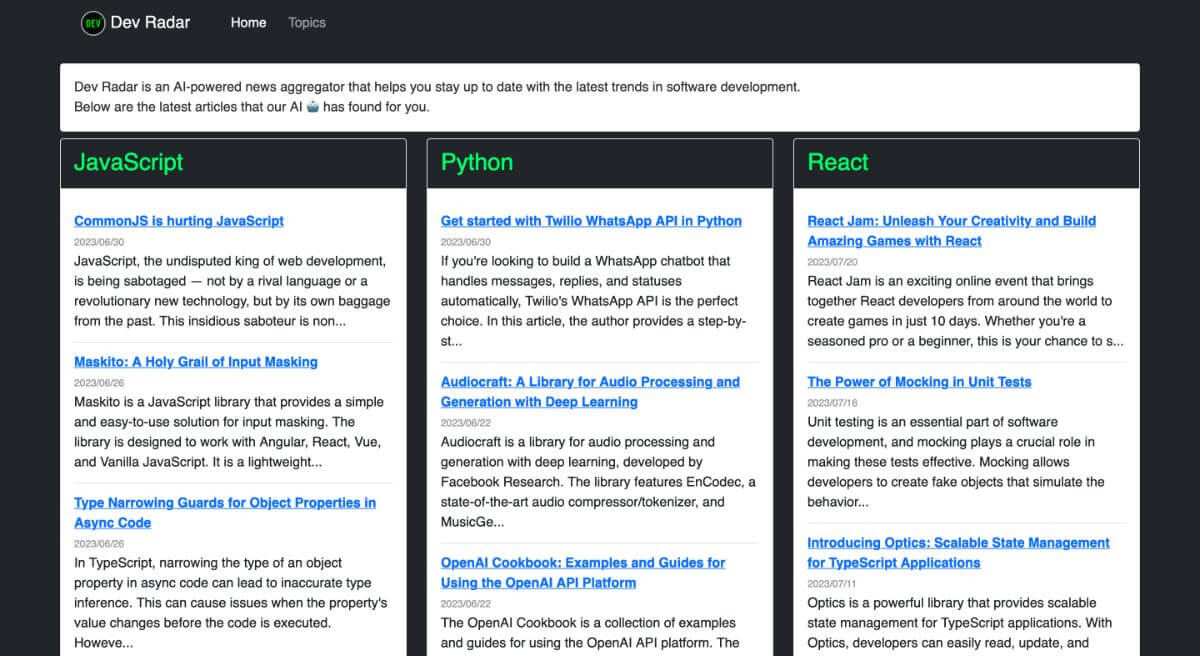 DEV Dev Radar Home Topics
Dev Radar is an AI-powered news aggregator that helps you stay up to date with the latest trends in software development.
Below are the latest articles that our AI 🤖 has found for you.
JavaScript
CommonJS is hurting JavaScript
2023/06/30
JavaScript, the undisputed king of web development,
is being sabotaged — not by a rival language or a
revolutionary new technology, but by its own baggage
from the past. This insidious saboteur is non...
Maskito: A Holy Grail of Input Masking
2023/06/26
Maskito is a JavaScript library that provides a simple
and easy-to-use solution for input masking. The
library is designed to work with Angular, React, Vue,
and Vanilla JavaScript. It is a lightweight...
Type Narrowing Guards for Object Properties in
Async Code
2023/06/26
In TypeScript, narrowing the type of an object
property in async code can lead to inaccurate type
inference. This can cause issues when the property's
value changes before the code is executed.
Howeve...
Python
Get started with Twilio WhatsApp API in Python
2023/06/30
If you're looking to build a WhatsApp chatbot that
handles messages, replies, and statuses
automatically, Twilio's WhatsApp API is the perfect
choice. In this article, the author provides a step-by-
st...
Audiocraft: A Library for Audio Processing and
Generation with Deep Learning
2023/06/22
Audiocraft is a library for audio processing and
generation with deep learning, developed by
Facebook Research. The library features EnCodec, a
state-of-the-art audio compressor/tokenizer, and
MusicGe...
OpenAI Cookbook: Examples and Guides for
Using the OpenAI API Platform
2023/06/22
The OpenAI Cookbook is a collection of examples
and guides for using the OpenAI API platform. The
React
React Jam: Unleash Your Creativity and Build
Amazing Games with React
2023/07/20
React Jam is an exciting online event that brings
together React developers from around the world to
create games in just 10 days. Whether you're a
seasoned pro or a beginner, this is your chance to s...
The Power of Mocking in Unit Tests
2023/07/16
Unit testing is an essential part of software
development, and mocking plays a crucial role in
making these tests effective. Mocking allows
developers to create fake objects that simulate the
behavior...
Introducing Optics: Scalable State Management
for TypeScript Applications
2023/07/11
Optics is a powerful library that provides scalable
state management for TypeScript applications. With
Optics, developers can easily read, update, and